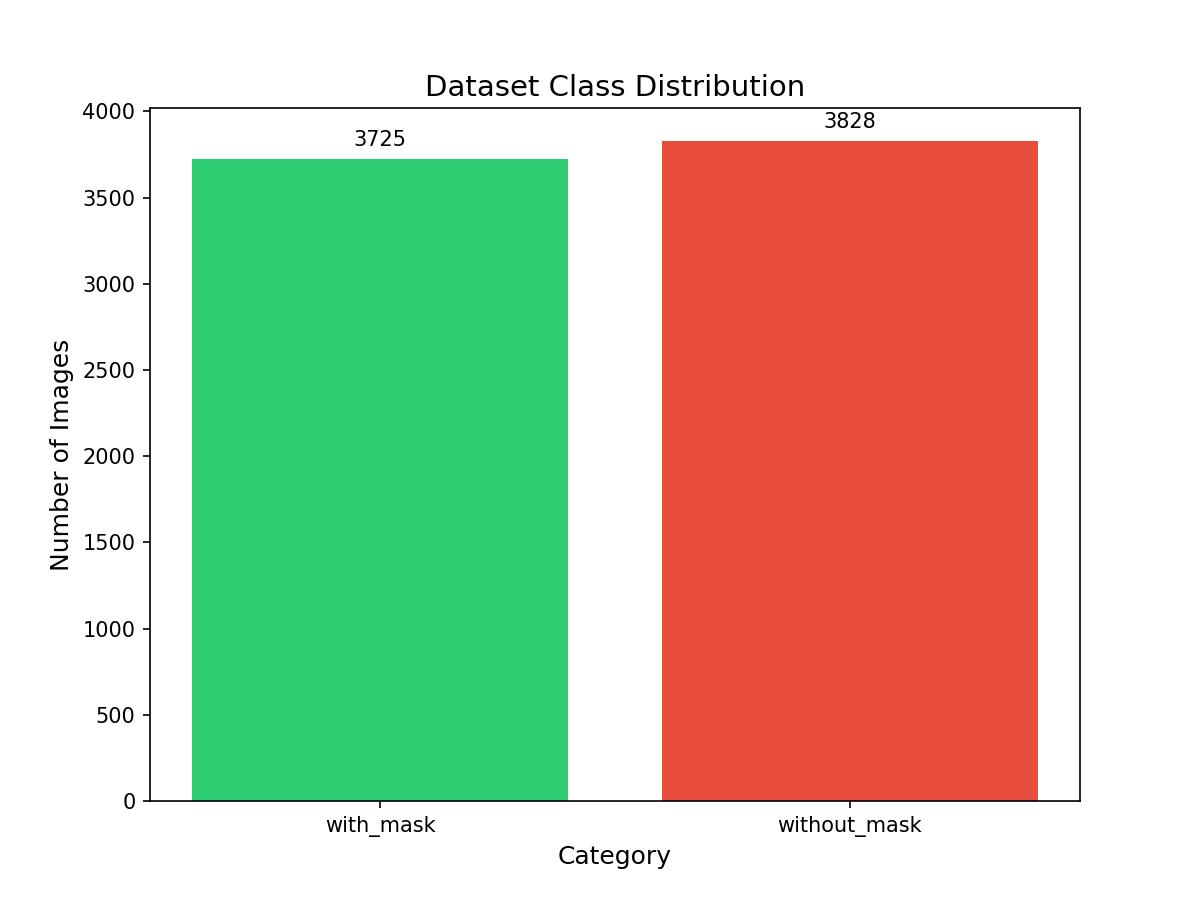 Dataset Class Distribution
Number of Images
4000
3500
3000
2500
2000
1500
1000
500
0
3725
3828
with_mask
without_mask
Category